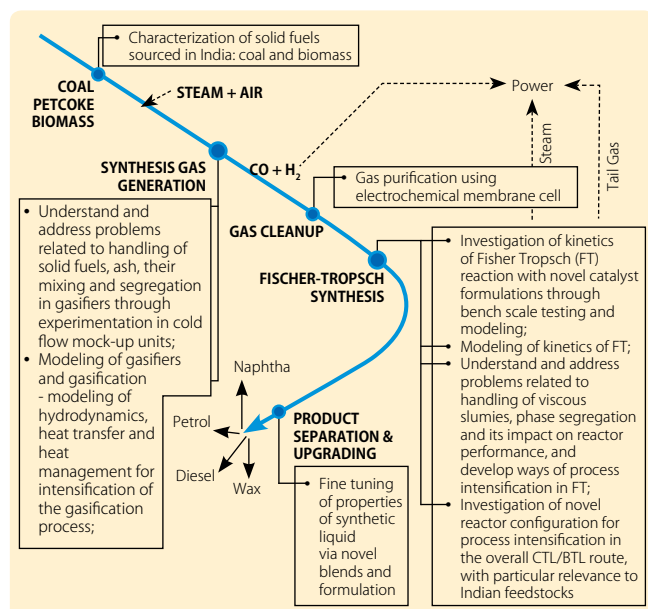 • Characterization of solid fuels
sourced in India: coal and biomass
COAL
PETCOKE
BIOMASS
STEAM + AIR
Power
Steam
Tail Gas
SYNTHESIS GAS
GENERATION
CO + H₂
• Gas purification using
electrochemical membrane cell
GAS CLEANUP
FISCHER-TROPSCH
SYNTHESIS
• Understand and
address problems
related to handling of
solid fuels, ash, their
mixing and segregation
in gasifiers through
experimentation in cold
flow mock-up units;
• Modeling of gasifiers
and gasification
- modeling of
hydrodynamics,
heat transfer and
heat
management for
intensification of
the gasification
process;
• Investigation of kinetics
of Fisher Tropsch (FT)
reaction with novel catalyst
formulations through
bench scale testing and
modeling;
• Modeling of kinetics of FT;
• Understand and address
problems related to
handling of viscous
slumies, phase segregation
and its impact on reactor
performance, and
develop ways of process
intensification in FT;
• Investigation of novel
reactor configuration for
process intensification in
the overall CTL/BTL route,
with particular relevance to
Indian feedstocks
Naphtha
Petrol
Diesel
Wax
PRODUCT
SEPARATION &
UPGRADING
• Fine tuning
of properties
of synthetic
liquid
via novel
blends and
formulation